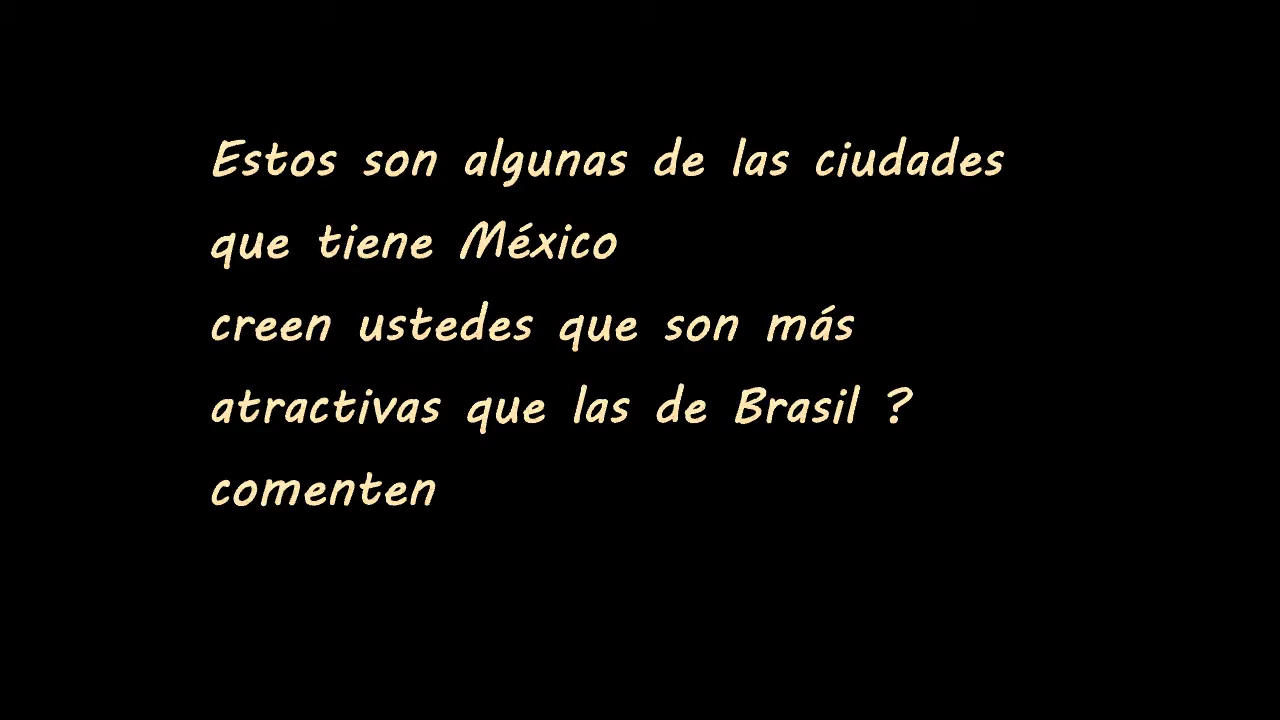 Estos son algunas de las ciudades
que tiene México
creen ustedes que son más
atractivas que las de Brasil ?
comenten